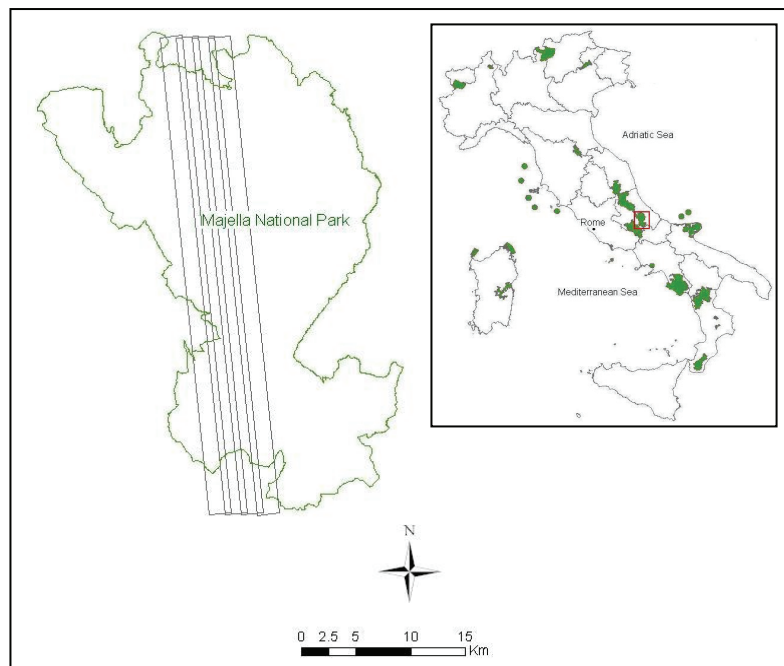 Majella National Park
Adriatic Sea
Rome
Mediterranean Sea
N
0 2.5 5 10 15
Km